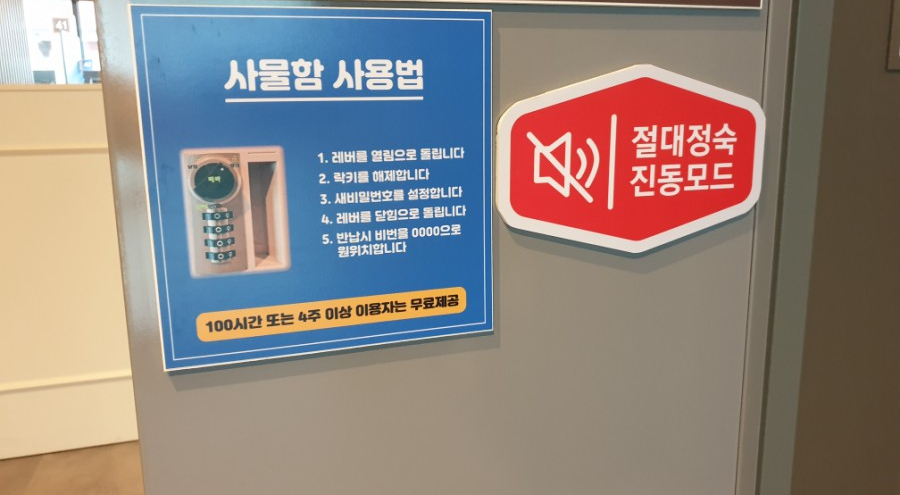 41
사물함 사용법
1. 레버를 열림으로 돌립니다
2. 락키를 해제합니다
3. 새비밀번호를 설정합니다
4. 레버를 닫힘으로 돌립니다
5. 반납시 비번을 0000으로
원위치합니다
100시간 또는 4주 이상 이용자는 무료제공
절대정숙
진동모드